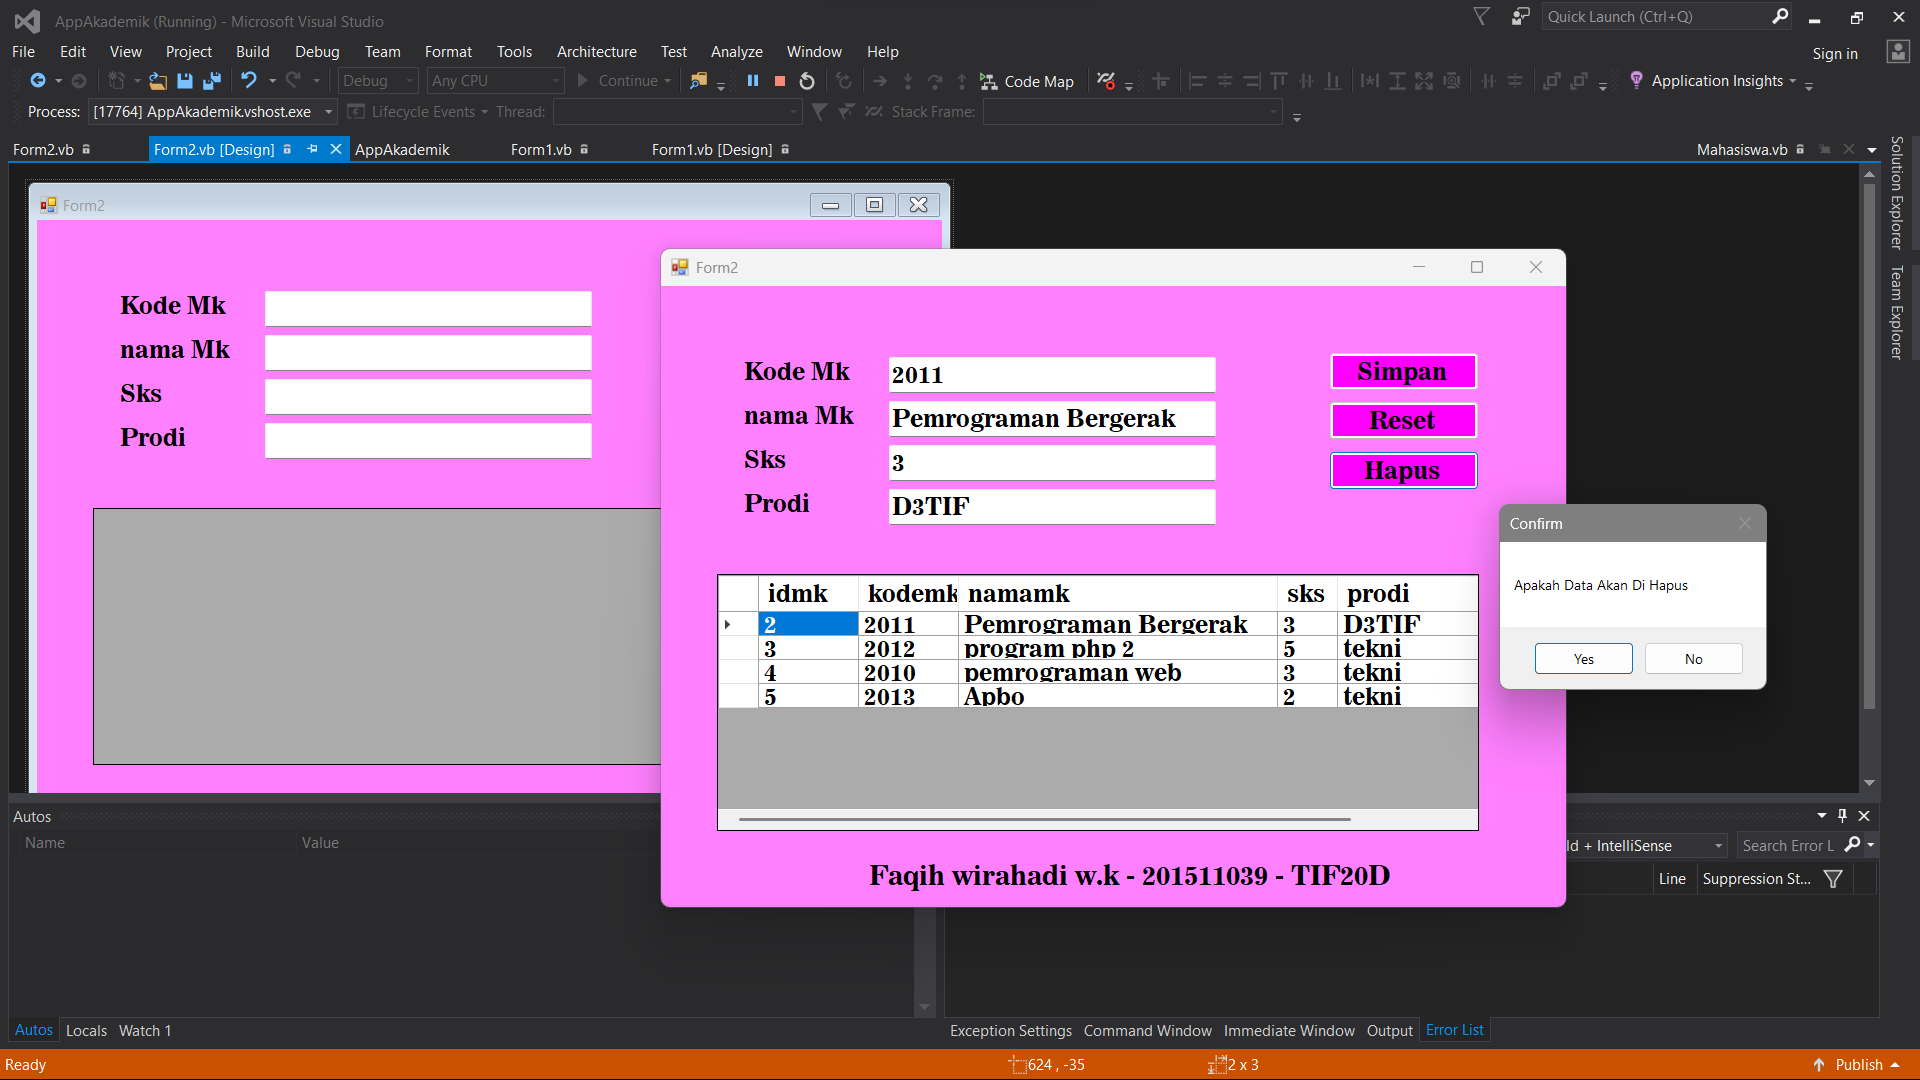 AppAkademik (Running) - Microsoft Visual Studio
Quick Launch (Ctrl+Q)
File Edit View Project Build Debug Team Format Tools Architecture Test Analyze Window Help
Sign in
Debug Any CPU Continue Code Map Application Insights
Process: [17764] AppAkademik.vshost.exe Lifecycle Events Thread: Stack Frame:
Form2.vb Form2.vb [Design] AppAkademik Form1.vb Form1.vb [Design] Mahasiswa.vb
Solution Explorer
Team Explorer
Form2
Kode Mk
nama Mk
Sks
Prodi
Form2
Kode Mk 2011 Simpan
nama Mk Pemrograman Bergerak Reset
Sks 3 Hapus
Prodi D3TIF
Confirm
Apakah Data Akan Di Hapus
Yes No
idmk kodemk namamk sks prodi
2 2011 Pemrograman Bergerak 3 D3TIF
3 2012 program php 2 5 tekni
4 2010 pemrograman web 3 tekni
5 2013 Apbo 2 tekni
Faqih wirahadi w.k - 201511039 - TIF20D
Autos
Name Value
ld + IntelliSense Search Error L
Line Suppression St...
Autos Locals Watch 1
Exception Settings Command Window Immediate Window Output Error List
Ready 624 , -35 2 x 3 Publish